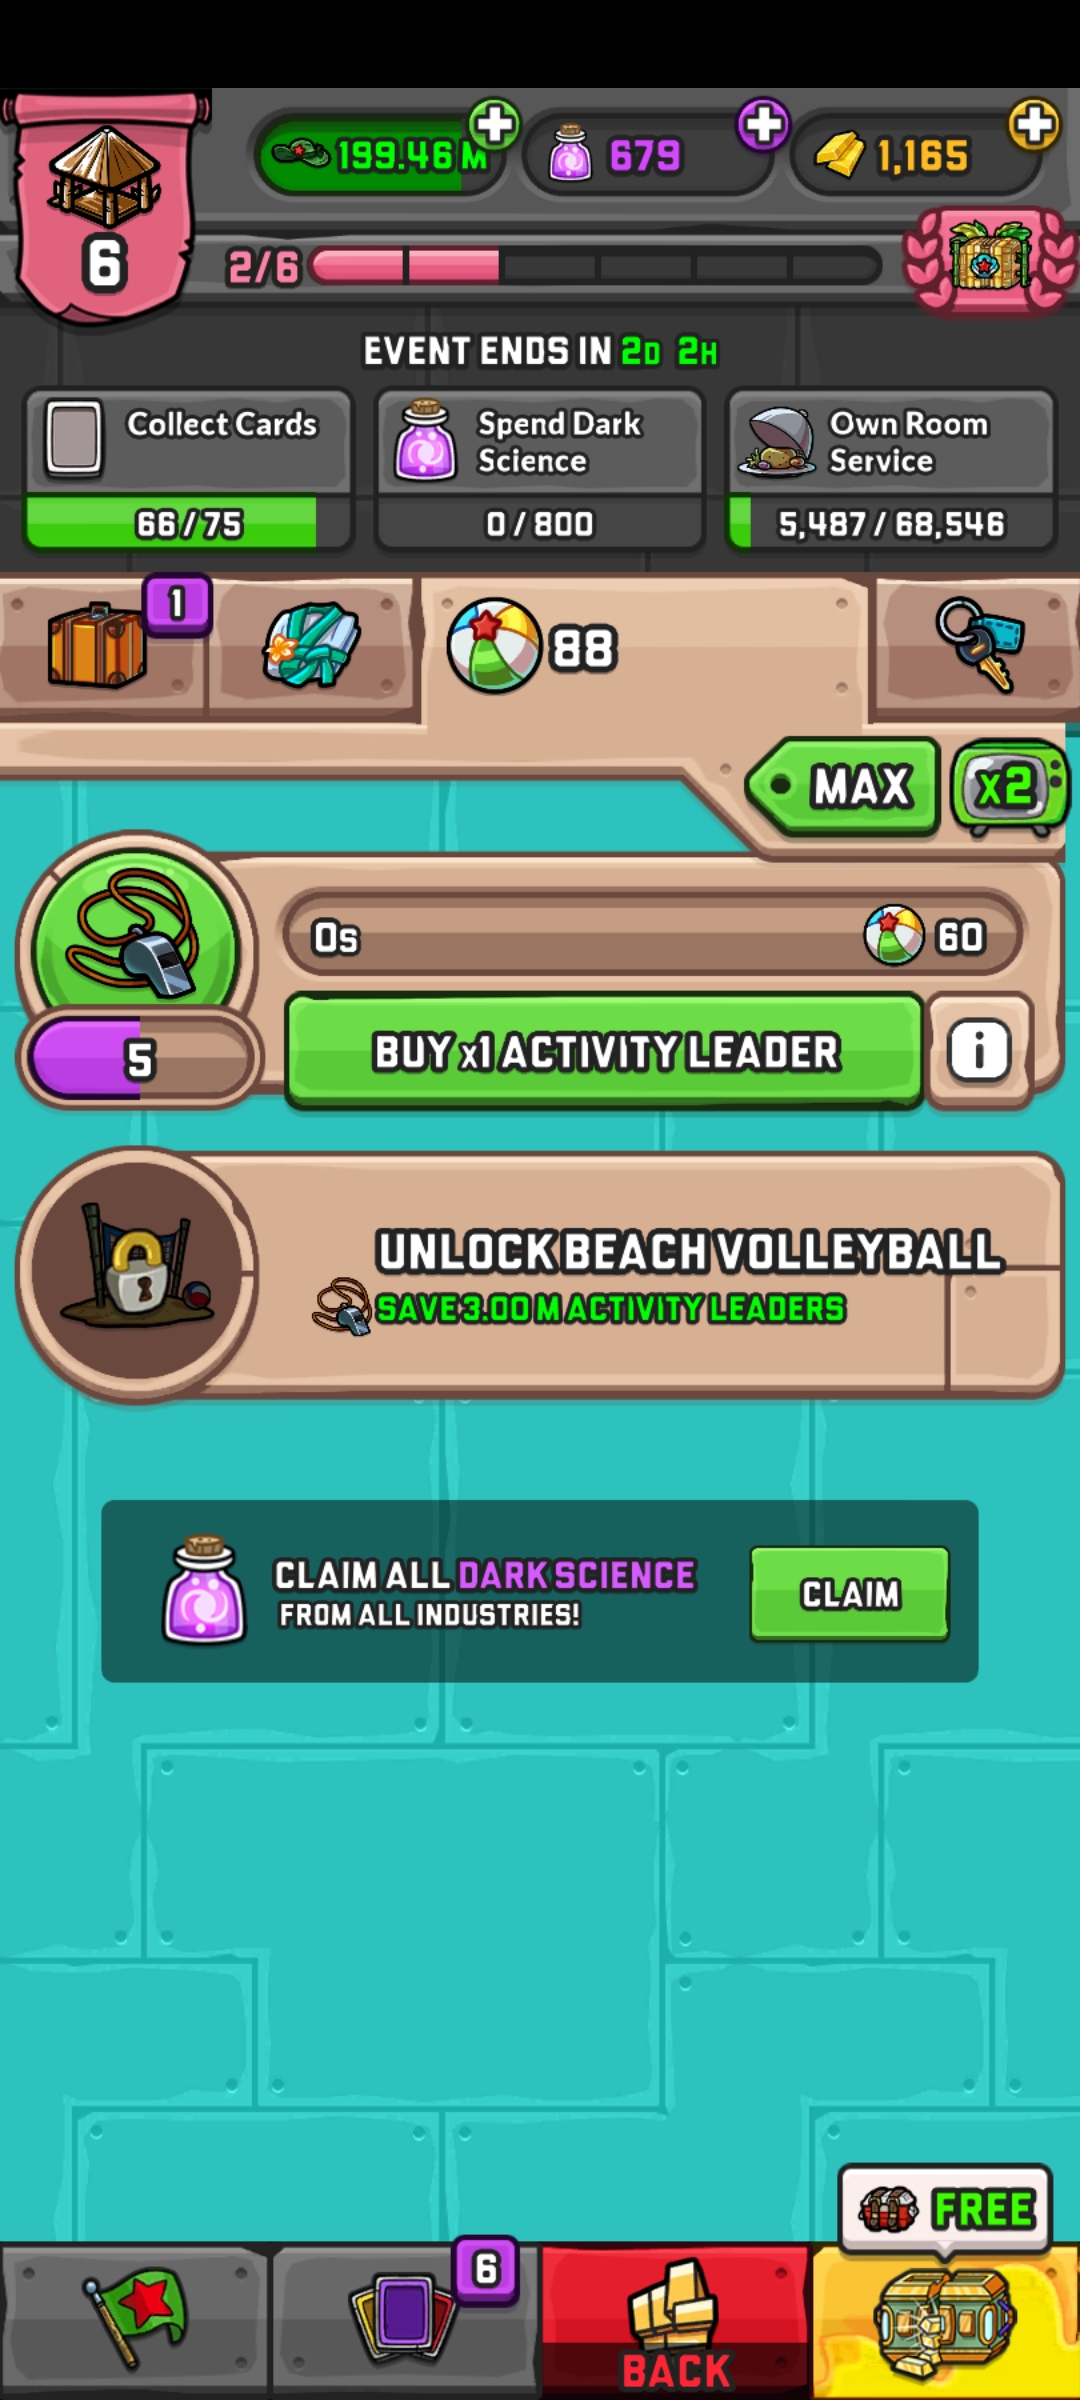 199.46 M
679
1,165
6
2/6
EVENT ENDS IN 2D 2H
Collect Cards
66/75
Spend Dark
Science
0/800
Own Room
Service
5,487/68,546
1
88
MAX
x2
0s
60
5
BUY x1 ACTIVITY LEADER
i
UNLOCK BEACH VOLLEYBALL
SAVE 3.00 M ACTIVITY LEADERS
CLAIM ALL DARK SCIENCE
FROM ALL INDUSTRIES!
CLAIM
FREE
6
BACK